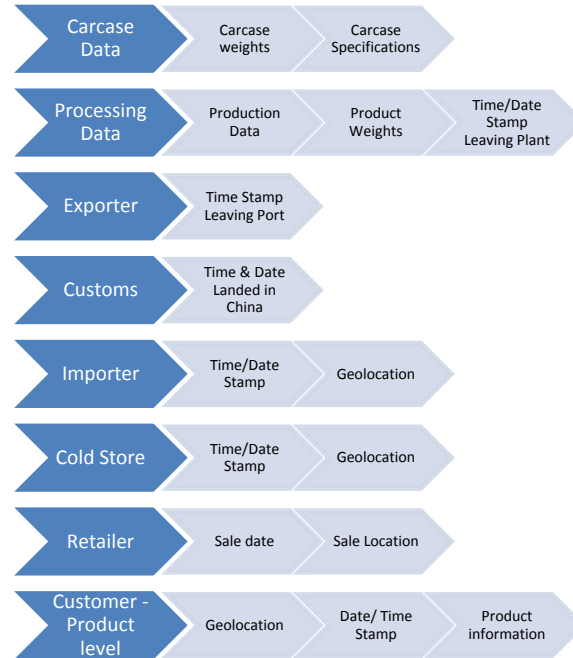 Carcase
Data
Carcase
weights
Carcase
Specifications
Processing
Data
Production
Data
Product
Weights
Time/Date
Stamp
Leaving Plant
Exporter
Time Stamp
Leaving Port
Customs
Time & Date
Landed in
China
Importer
Time/Date
Stamp
Geolocation
Cold Store
Time/Date
Stamp
Geolocation
Retailer
Sale date
Sale Location
Customer -
Product
level
Geolocation
Date/ Time
Stamp
Product
information